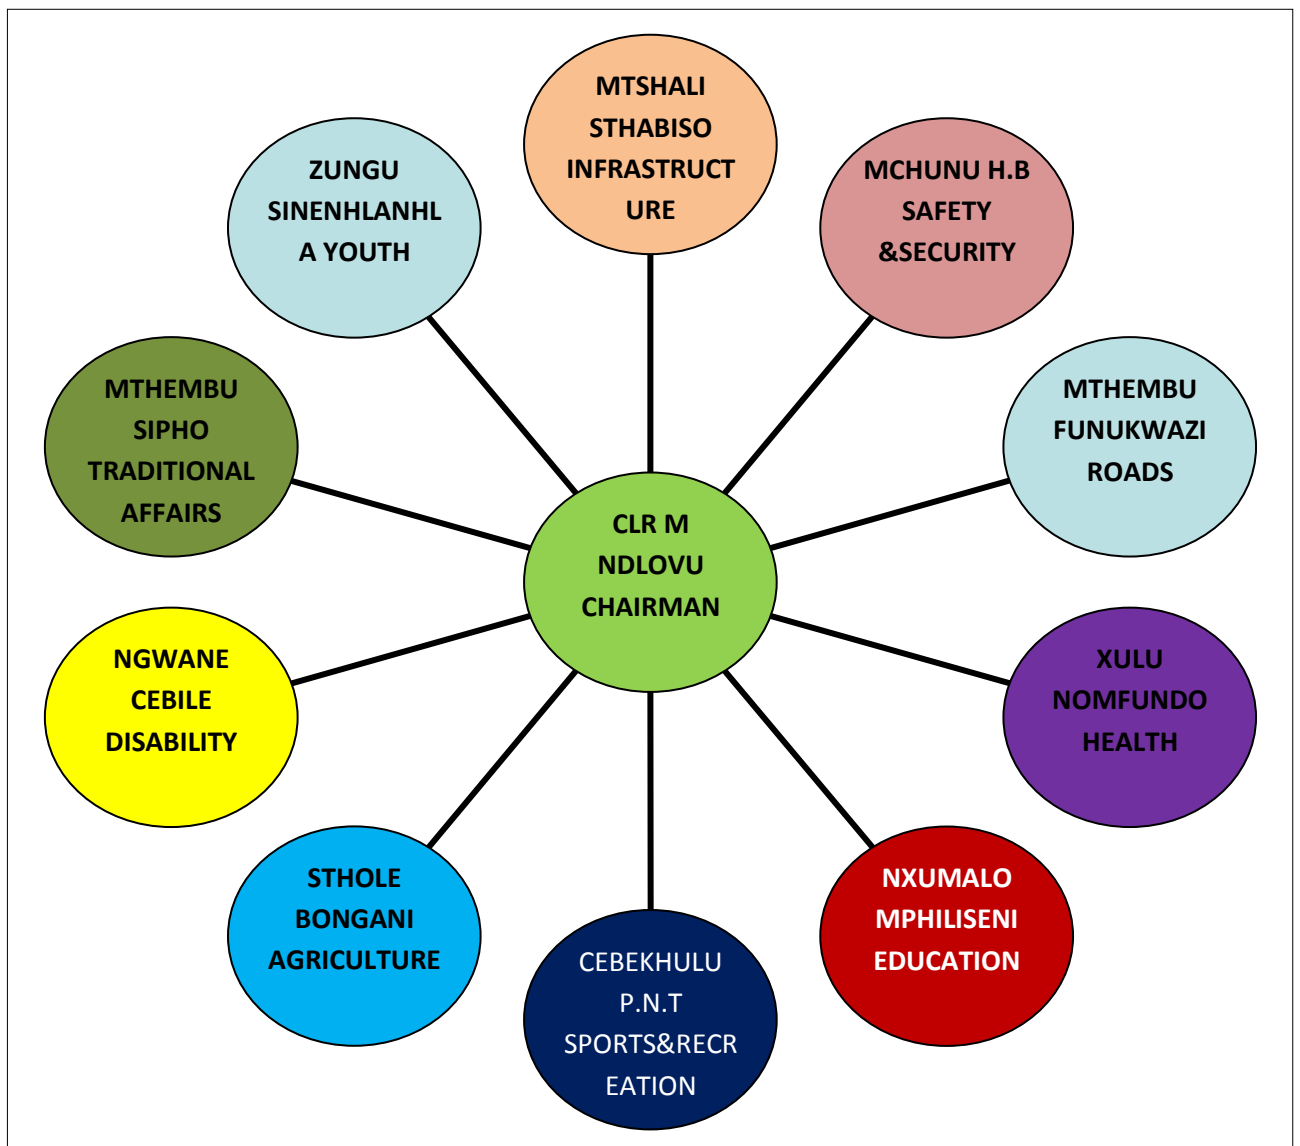 MTSHALI
STHABISO
INFRASTRUCT
URE
MCHUNU H.B
SAFETY
&SECURITY
MTHEMBU
FUNUKWAZI
ROADS
XULU
NOMFUNDO
HEALTH
NXUMALO
MPHILISENI
EDUCATION
CEBEKHULU
P.N.T
SPORTS&RECR
EATION
STHOLE
BONGANI
AGRICULTURE
NGWANE
CEBILE
DISABILITY
MTHEMBU
SIPHO
TRADITIONAL
AFFAIRS
ZUNGU
SINENHLANHL
A YOUTH
CLR M
NDLOVU
CHAIRMAN